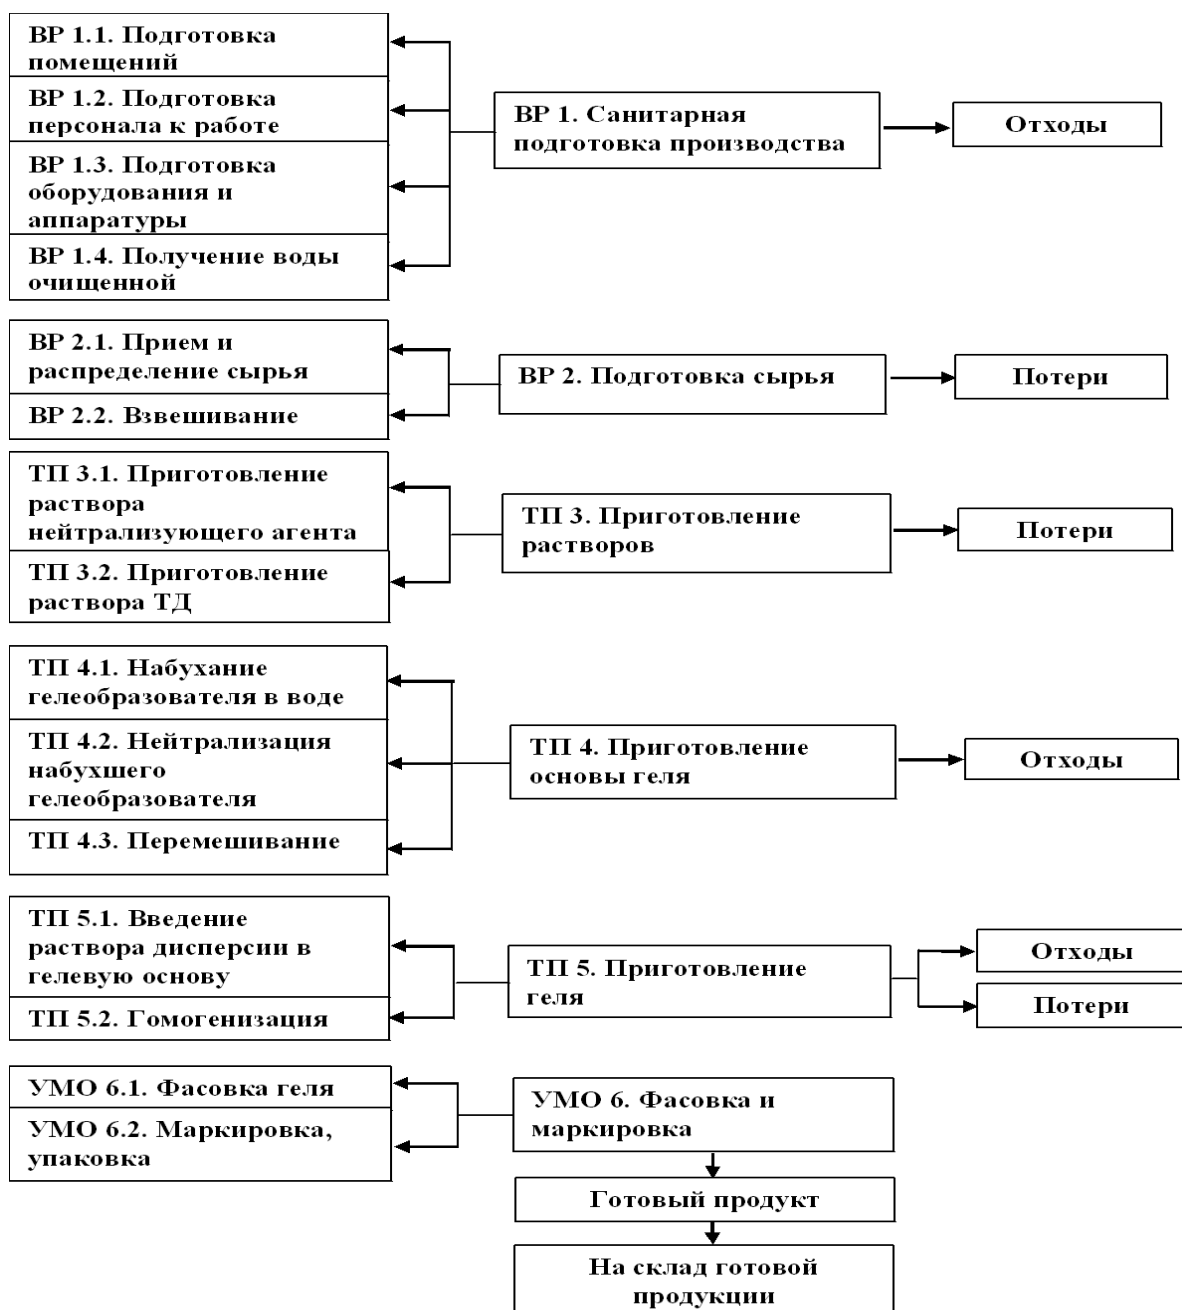 ВР 1.1. Подготовка
помещений
ВР 1.2. Подготовка
персонала к работе
ВР 1.3. Подготовка
оборудования и
аппаратуры
ВР 1.4. Получение воды
очищенной
ВР 1. Санитарная
подготовка производства
Отходы
ВР 2.1. Прием и
распределение сырья
ВР 2.2. Взвешивание
ВР 2. Подготовка сырья
Потери
ТП 3.1. Приготовление
раствора
нейтрализующего агента
ТП 3.2. Приготовление
раствора ТД
ТП 3. Приготовление
растворов
Потери
ТП 4.1. Набухание
гелеобразователя в воде
ТП 4.2. Нейтрализация
набухшего
гелеобразователя
ТП 4.3. Перемешивание
ТП 4. Приготовление
основы геля
Отходы
ТП 5.1. Введение
раствора дисперсии в
гелевую основу
ТП 5.2. Гомогенизация
ТП 5. Приготовление
геля
Отходы
Потери
УМО 6.1. Фасовка геля
УМО 6.2. Маркировка,
упаковка
УМО 6. Фасовка и
маркировка
Готовый продукт
На склад готовой
продукции